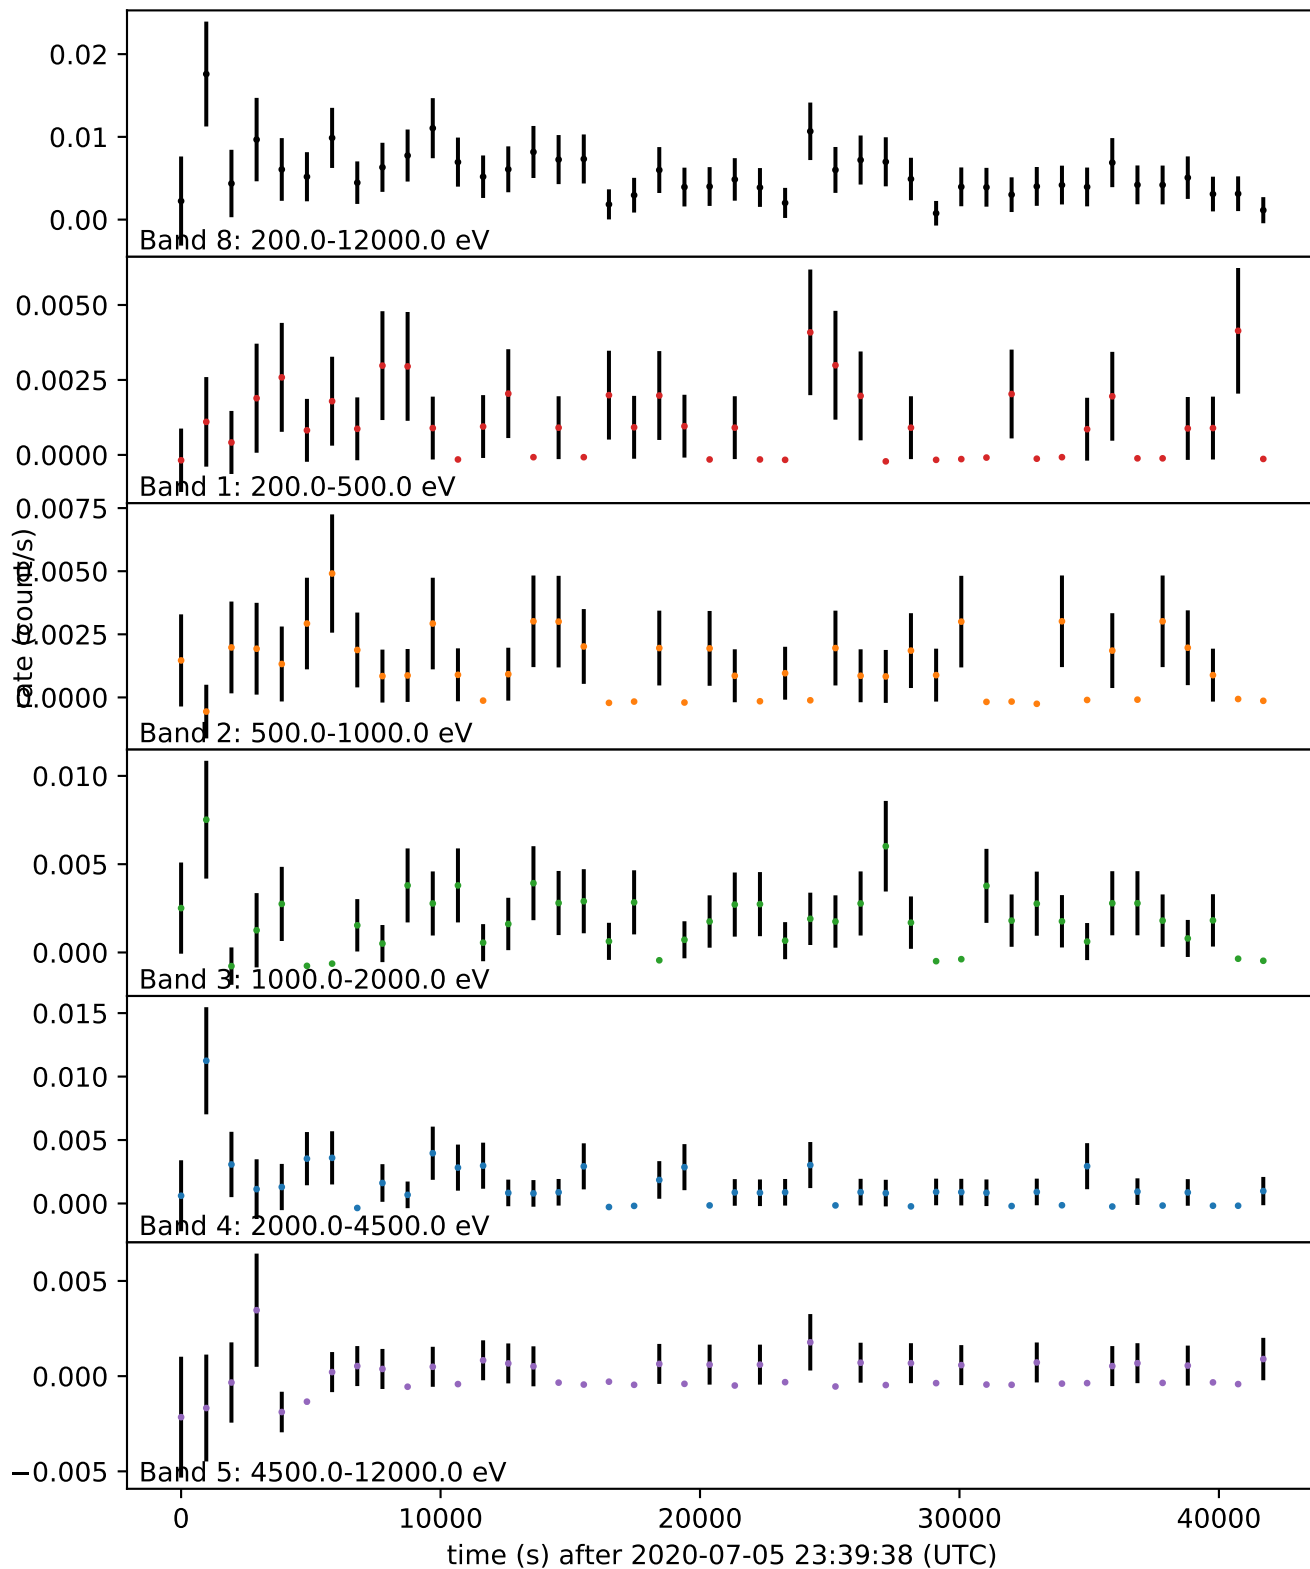 0.02
0.01
0.00
Band 8: 200.0-12000.0 eV
0.0050
0.0025
0.0000
Band 1: 200.0-500.0 eV
0.0075
0.0050
0.0025
0.0000
rate (count/s)
Band 2: 500.0-1000.0 eV
0.010
0.005
0.000
Band 3: 1000.0-2000.0 eV
0.015
0.010
0.005
0.000
Band 4: 2000.0-4500.0 eV
0.005
0.000
−0.005
Band 5: 4500.0-12000.0 eV
0 10000 20000 30000 40000
time (s) after 2020-07-05 23:39:38 (UTC)